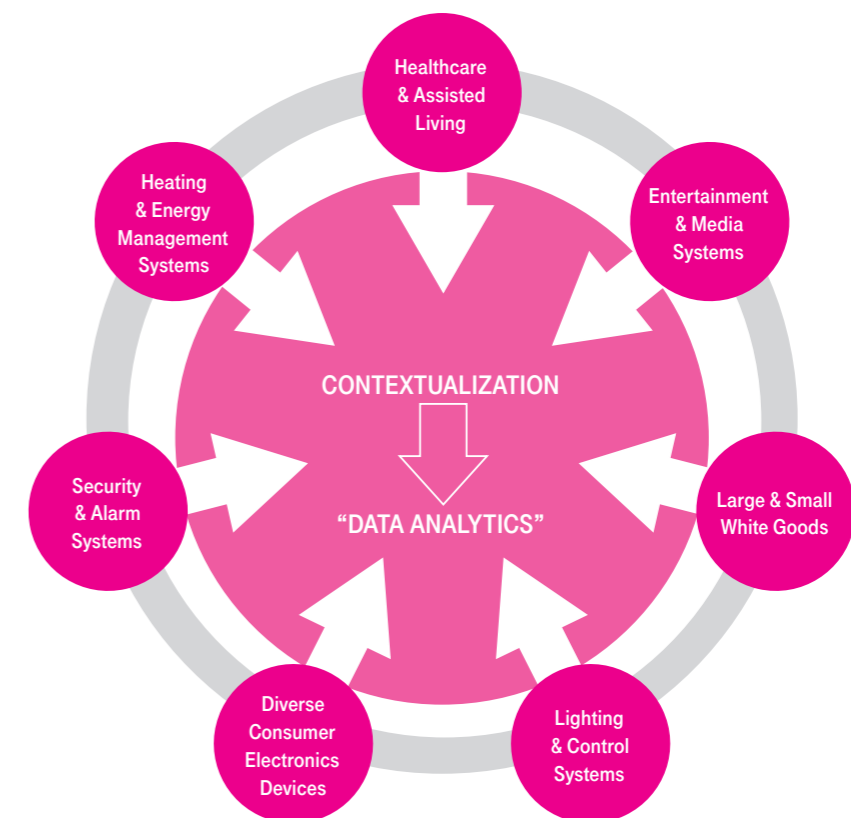 Healthcare
& Assisted
Living
Heating
& Energy
Management
Systems
Entertainment
& Media
Systems
CONTEXTUALIZATION
Security
& Alarm
Systems
“DATA ANALYTICS”
Large & Small
White Goods
Diverse
Consumer
Electronics
Devices
Lighting
& Control
Systems